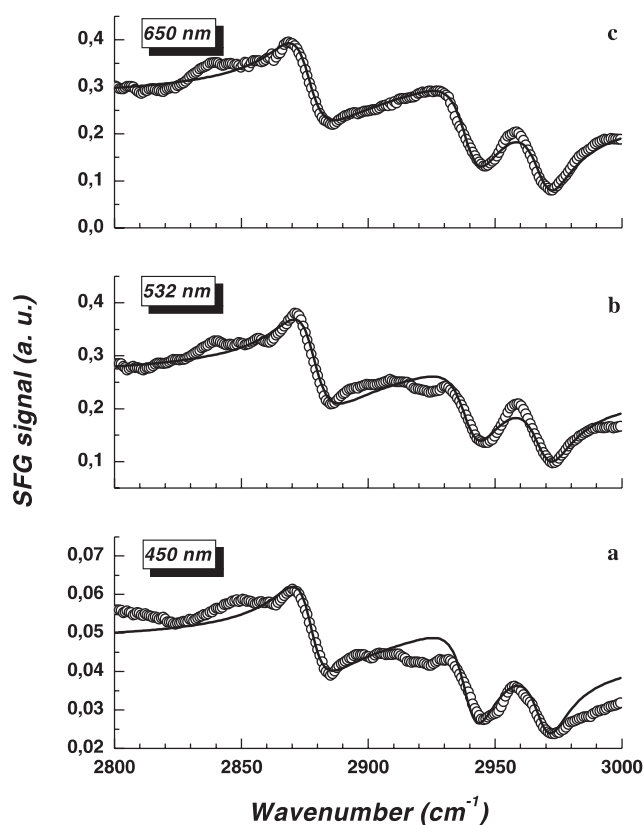 650 nm
c
0,4
0,3
0,2
0,1
0,0
532 nm
b
0,4
0,3
0,2
0,1
SFG signal (a. u.)
450 nm
a
0,07
0,06
0,05
0,04
0,03
0,02
2800 2850 2900 2950 3000
Wavenumber (cm⁻¹)